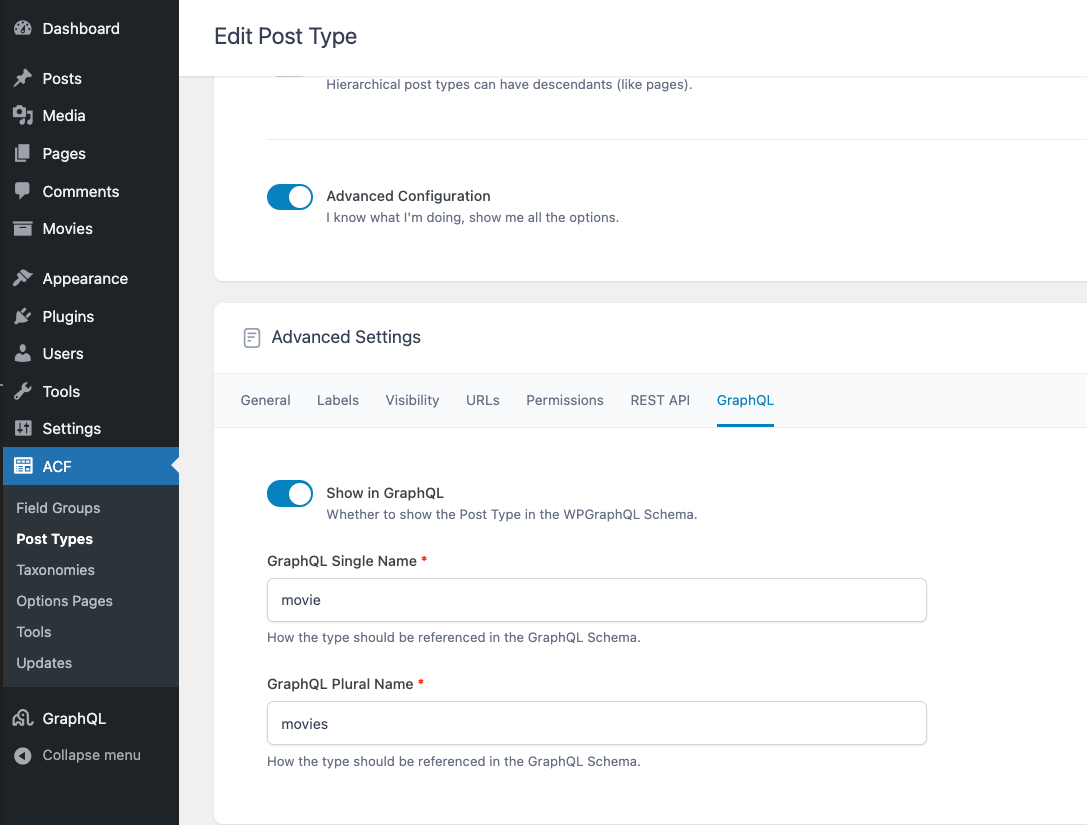 Dashboard
Posts
Media
Pages
Comments
Movies
Appearance
Plugins
Users
Tools
Settings
ACF
Field Groups
Post Types
Taxonomies
Options Pages
Tools
Updates
GraphQL
Collapse menu
Edit Post Type
Hierarchical post types can have descendants (like pages).
Advanced Configuration
I know what I'm doing, show me all the options.
Advanced Settings
General Labels Visibility URLs Permissions REST API GraphQL
Show in GraphQL
Whether to show the Post Type in the WPGraphQL Schema.
GraphQL Single Name *
movie
How the type should be referenced in the GraphQL Schema.
GraphQL Plural Name *
movies
How the type should be referenced in the GraphQL Schema.